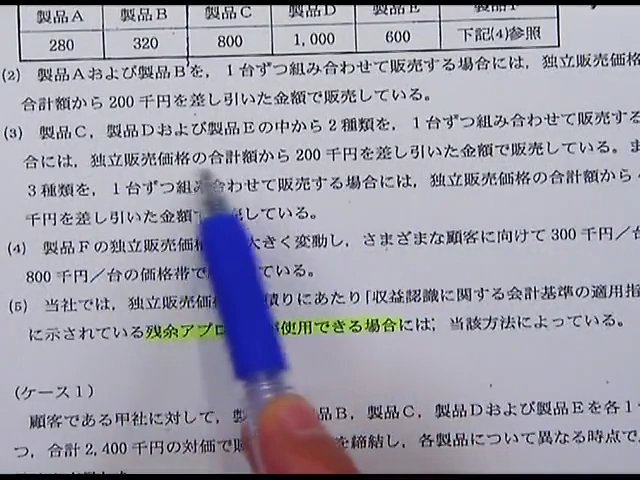 製品A 製品B 製品C 製品D 製品E
280 320 800 1,000 600 下記(4)参照
(2) 製品Aおよび製品Bを，1台ずつ組み合わせて販売する場合には，独立販売価格
合計額から200千円を差し引いた金額で販売している。
(3) 製品C，製品Dおよび製品Eの中から2種類を，1台ずつ組み合わせて販売する
合には，独立販売価格の合計額から200千円を差し引いた金額で販売している。ま
3種類を，1台ずつ組み合わせて販売する場合には，独立販売価格の合計額から
千円を差し引いた金額 売している。
(4) 製品Fの独立販売価 大きく変動し，さまざまな顧客に向けて300千円／台
800千円／台の価格帯で ている。
(5) 当社では，独立販売価 積りにあたり「収益認識に関する会計基準の適用指
に示されている残余アプロ が使用できる場合には，当該方法によっている。
(ケース1)
顧客である甲社に対して，製 品B，製品C，製品Dおよび製品Eを各1
つ，合計2,400千円の対価で販 を締結し，各製品について異なる時点で